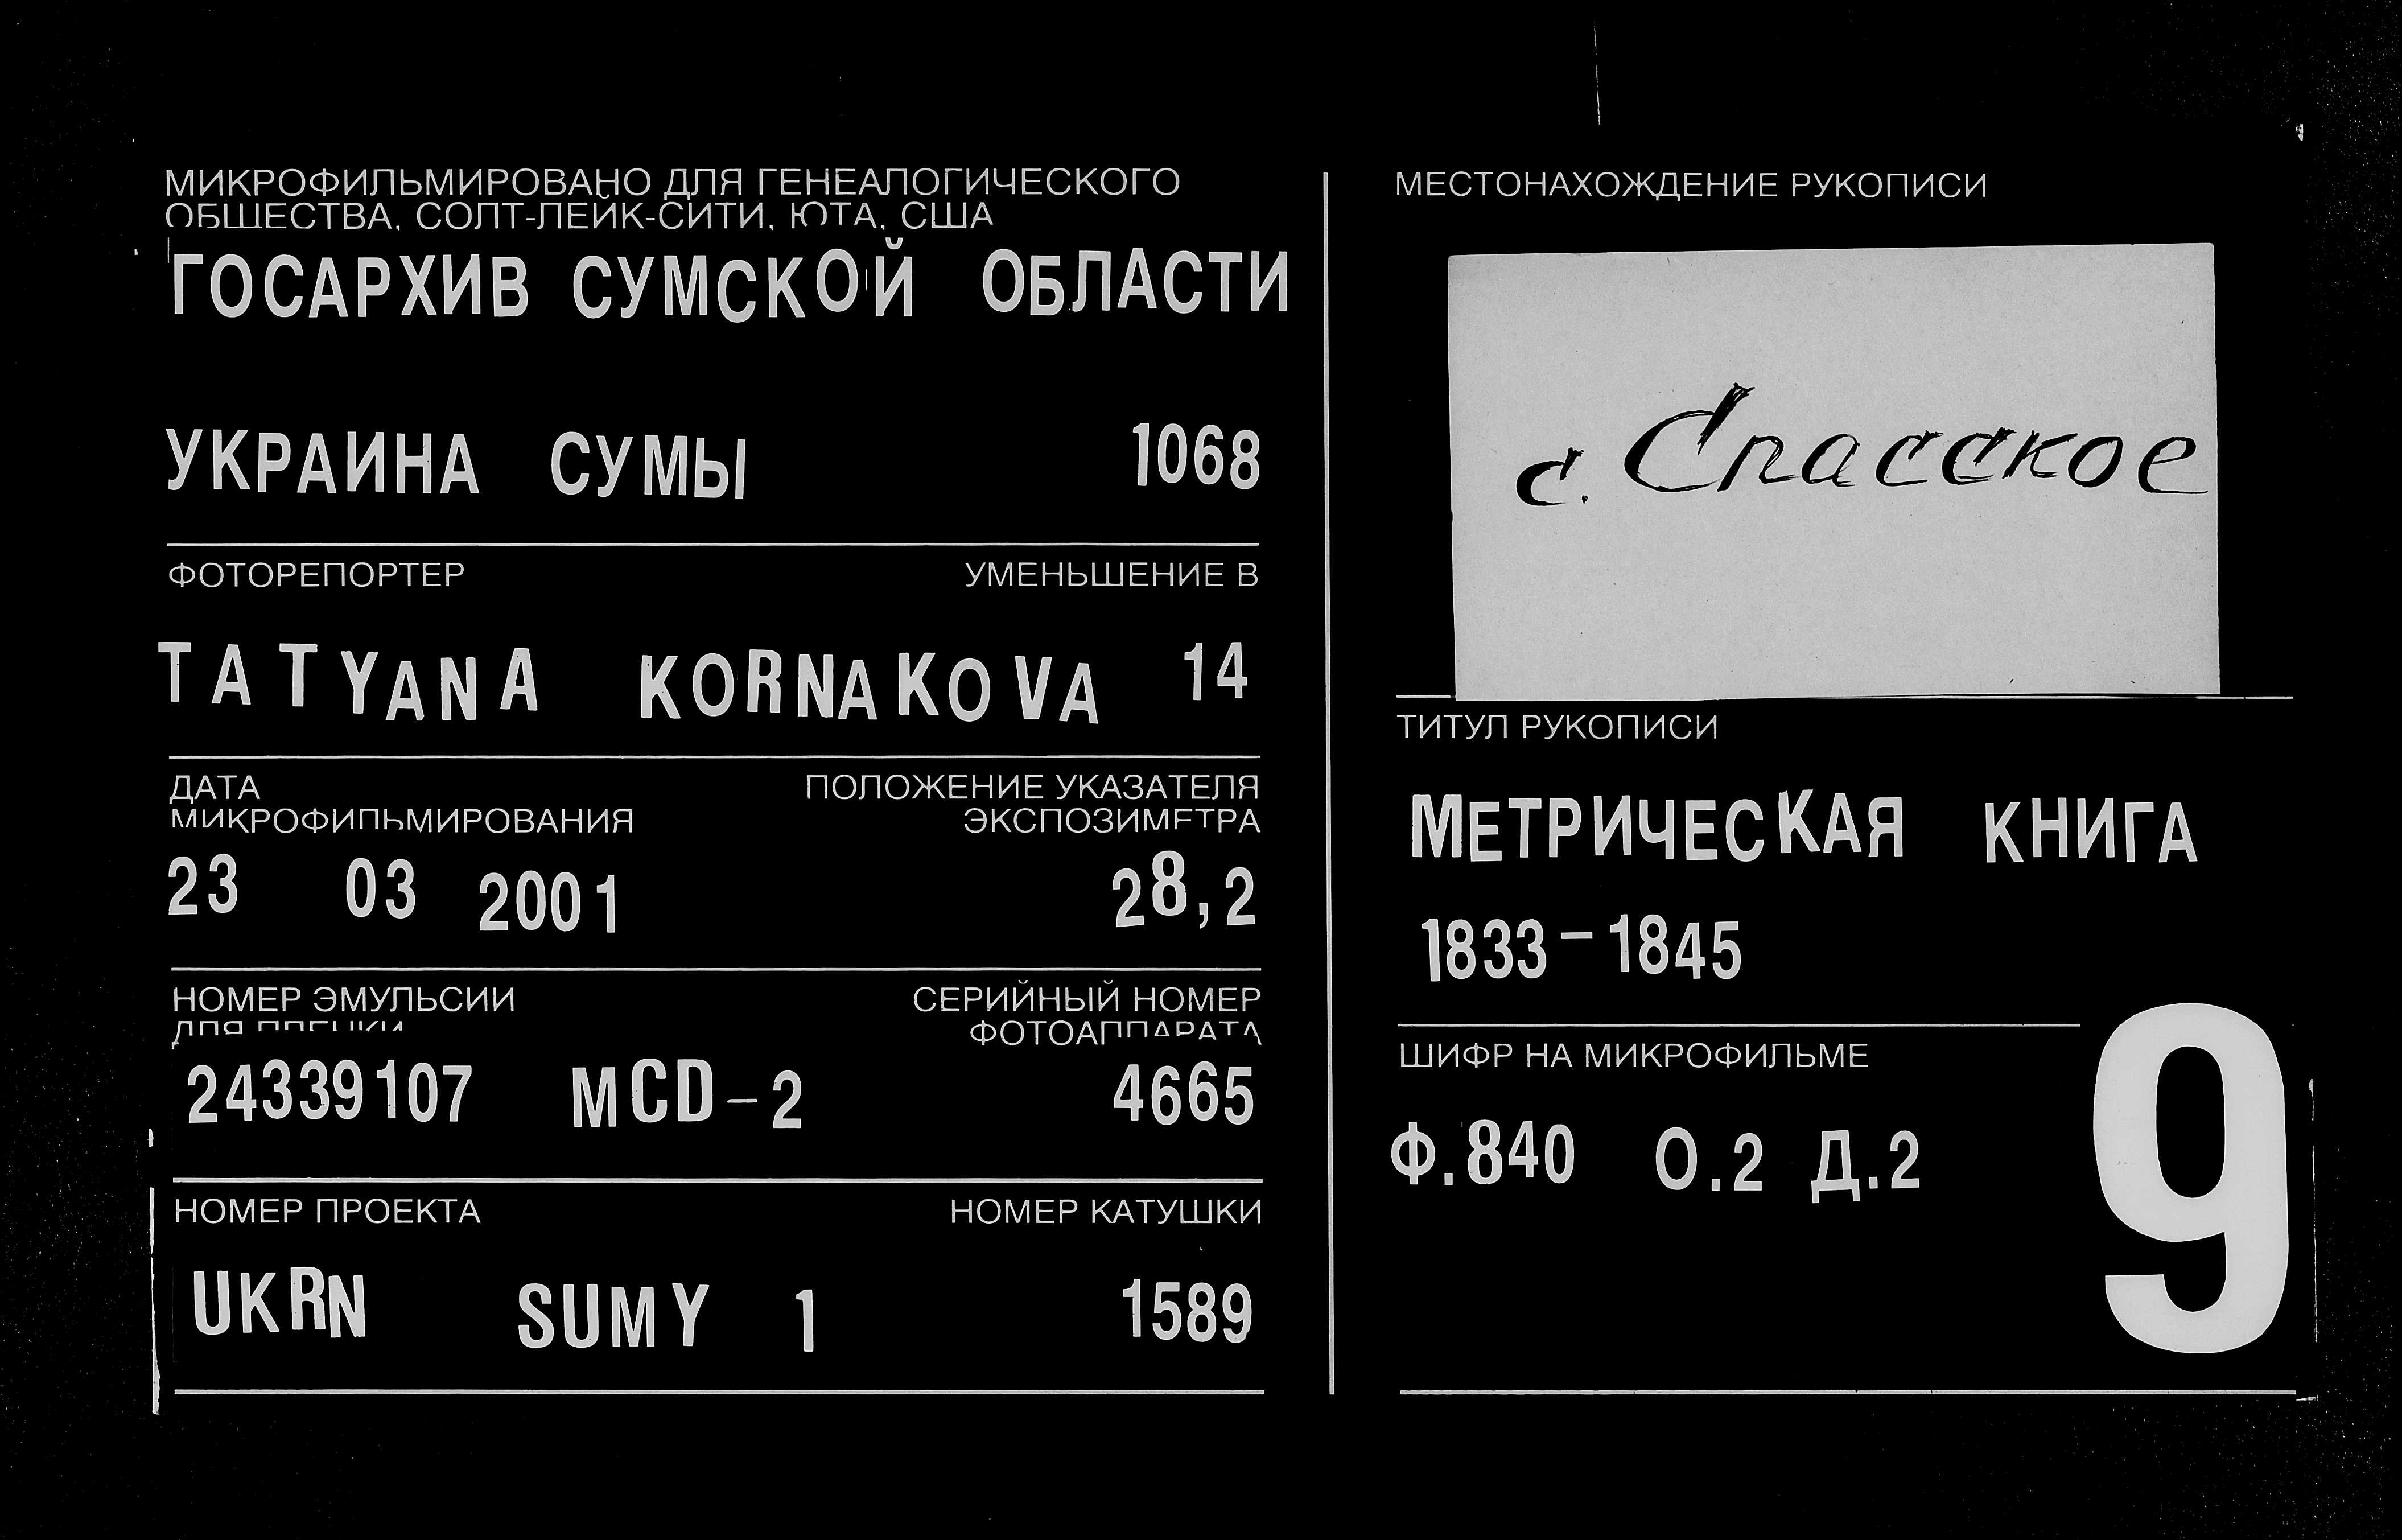 МИКРОФИЛЬМИРОВАНО ДЛЯ ГЕНЕАЛОГИЧЕСКОГО
ОБЩЕСТВА, СОЛТ-ЛЕЙК-СИТИ, ЮТА, США
ГОСАРХИВ СУМСКОЙ ОБЛАСТИ
УКРАИНА СУМЫ 1068
ФОТОРЕПОРТЕР УМЕНЬШЕНИЕ В
TATYANA KORNAKOVA 14
ДАТА ПОЛОЖЕНИЕ УКАЗАТЕЛЯ
МИКРОФИЛЬМИРОВАНИЯ ЭКСПОЗИМЕТРА
23 03 2001 28,2
НОМЕР ЭМУЛЬСИИ СЕРИЙНЫЙ НОМЕР
ДЛЯ ПЛЕНКИ ФОТОАППАРАТА
24339107 MCD-2 4665
НОМЕР ПРОЕКТА НОМЕР КАТУШКИ
UKRN SUMY 1 1589
МЕСТОНАХОЖДЕНИЕ РУКОПИСИ
с. Спасское
ТИТУЛ РУКОПИСИ
МЕТРИЧЕСКАЯ КНИГА
1833-1845
ШИФР НА МИКРОФИЛЬМЕ
Ф.840 О.2 Д.2
9